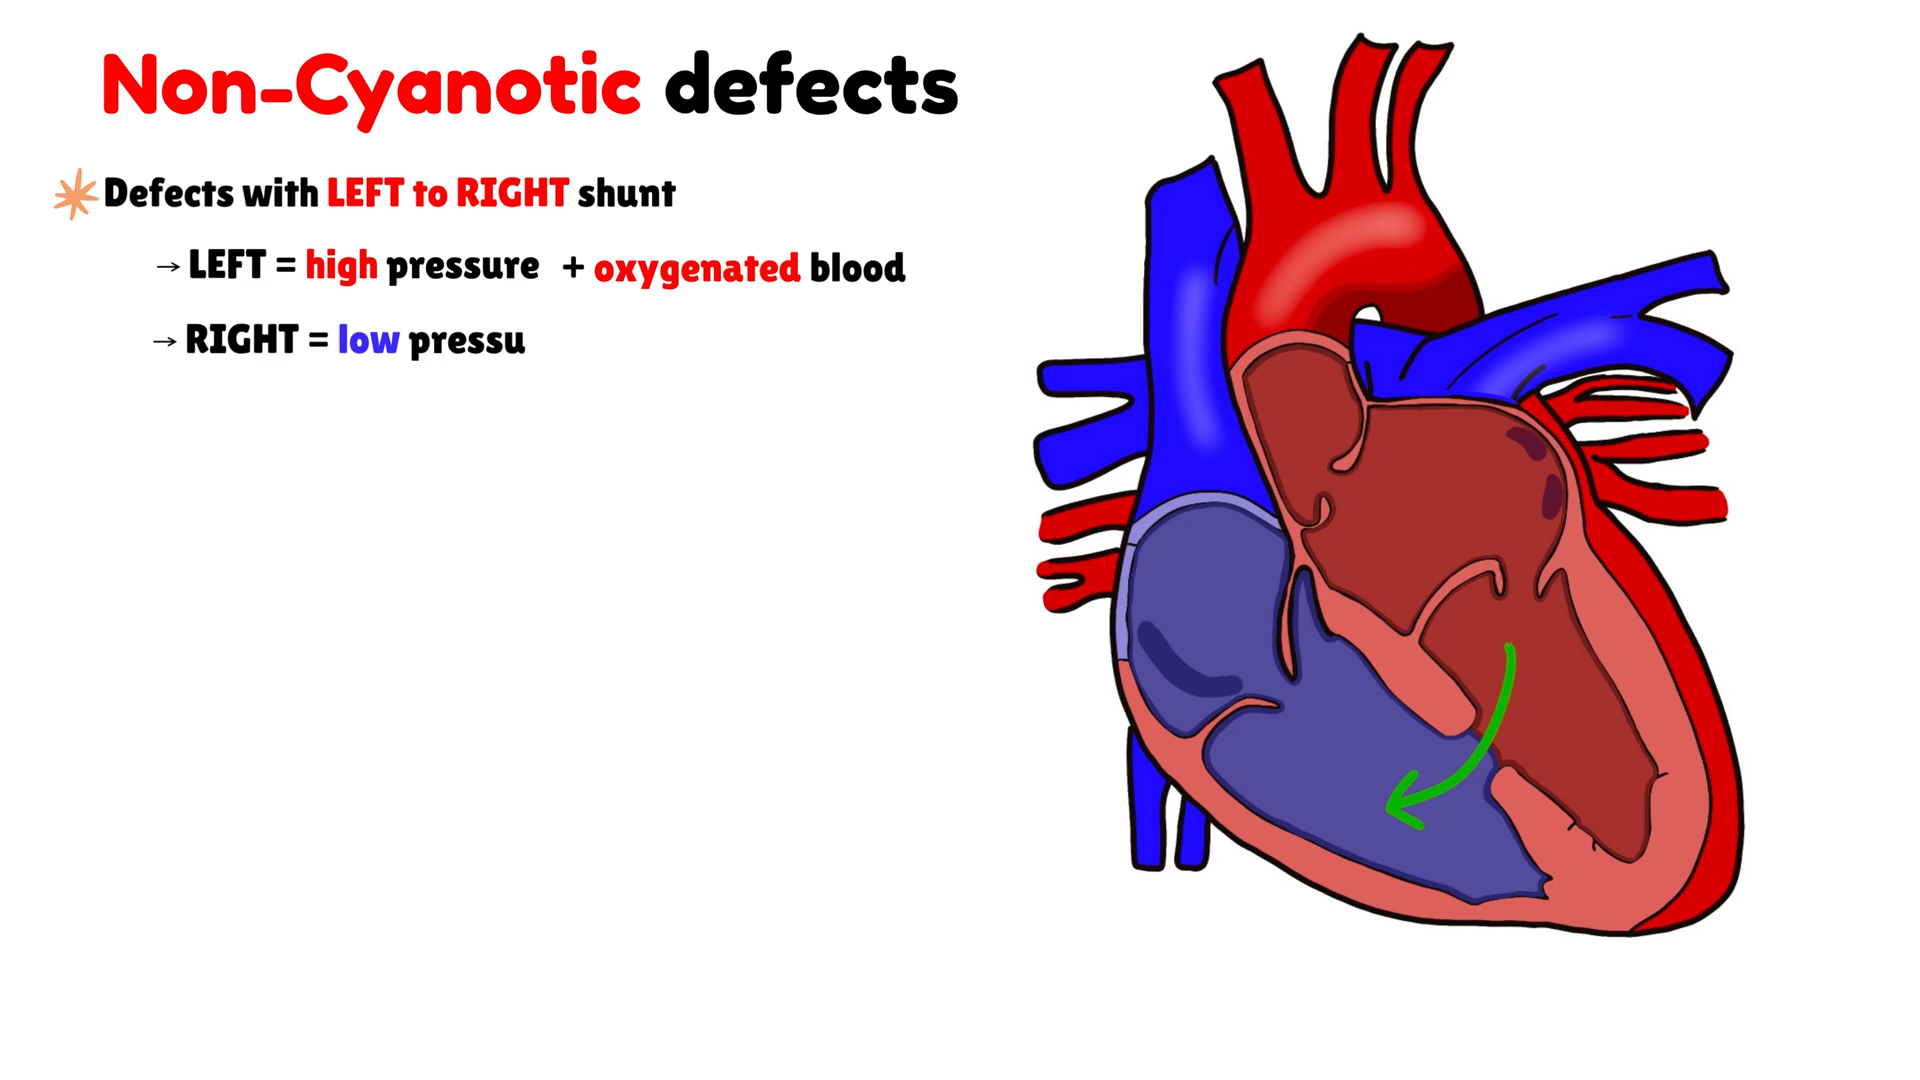 Non-Cyanotic defects
Defects with LEFT to RIGHT shunt
→ LEFT = high pressure + oxygenated blood
→ RIGHT = low pressu